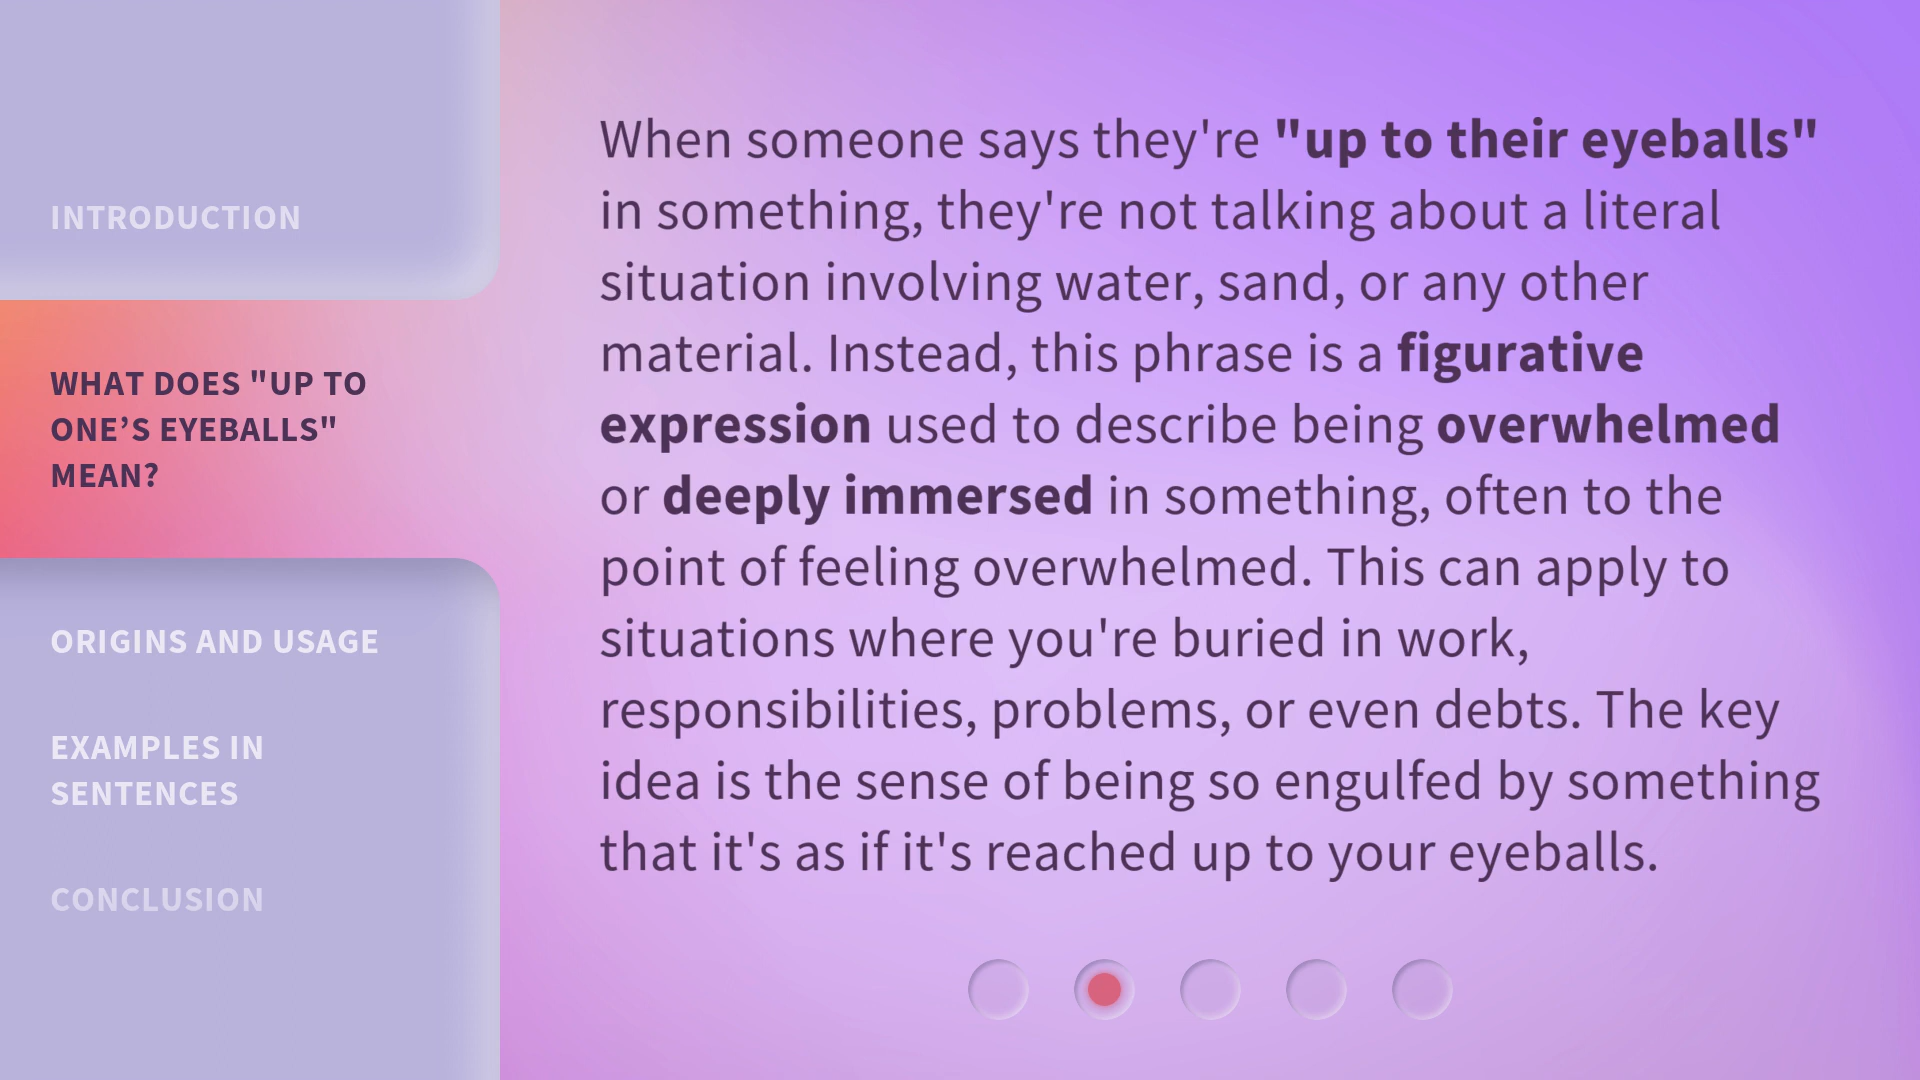 INTRODUCTION
WHAT DOES "UP TO
ONE’S EYEBALLS"
MEAN?
ORIGINS AND USAGE
EXAMPLES IN
SENTENCES
CONCLUSION
When someone says they're "up to their eyeballs"
in something, they're not talking about a literal
situation involving water, sand, or any other
material. Instead, this phrase is a figurative
expression used to describe being overwhelmed
or deeply immersed in something, often to the
point of feeling overwhelmed. This can apply to
situations where you're buried in work,
responsibilities, problems, or even debts. The key
idea is the sense of being so engulfed by something
that it's as if it's reached up to your eyeballs.